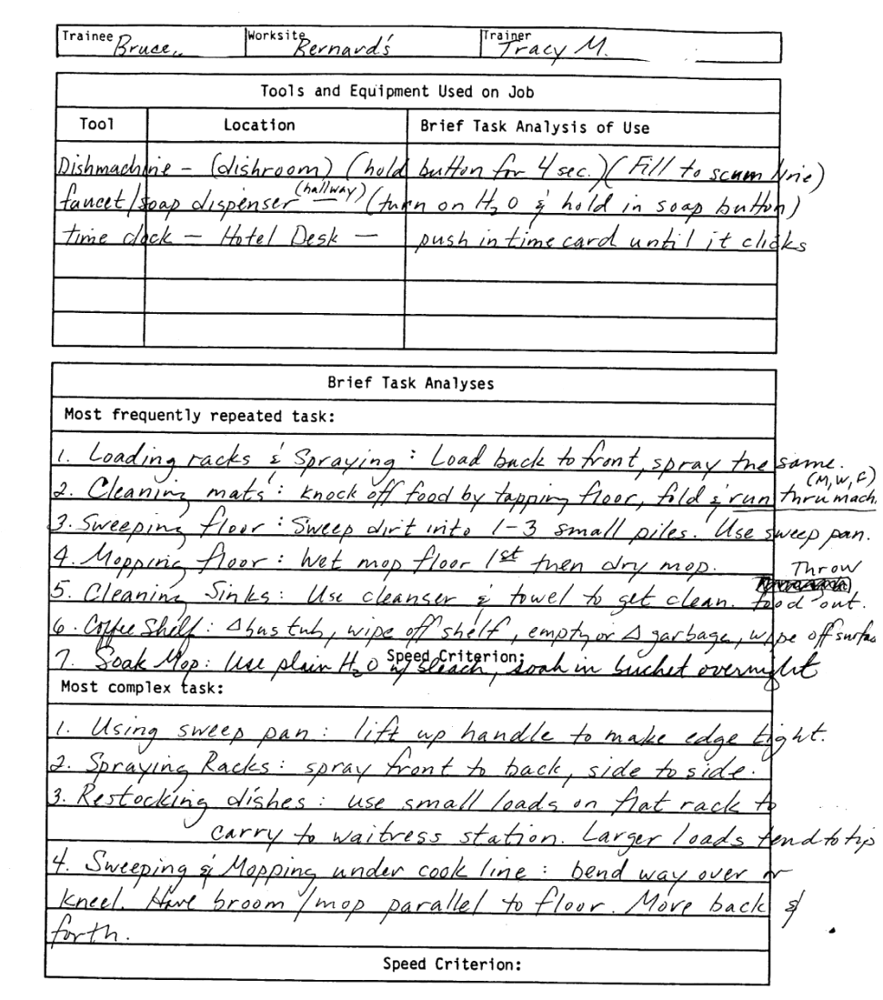 Trainee Bruce Worksite Bernard's Trainer Tracy M.
Tools and Equipment Used on Job
Tool Location Brief Task Analysis of Use
Dishmachine – (dishroom) (hold button for 4 sec.) (Fill to scum line)
faucet/soap dispenser (hallway) (turn on H₂O & hold in soap button)
time clock – Hotel Desk – push in time card until it clicks
Brief Task Analyses
Most frequently repeated task:
1. Loading racks & Spraying: Load back to front, spray the same.
2. Cleaning mats: knock off food by tapping floor, fold & run thru mach (M, W, F)
3. Sweeping floor: Sweep dirt into 1-3 small piles. Use sweep pan.
4. Mopping floor: Wet mop floor 1st then dry mop.
5. Cleaning Sinks: Use cleanser & towel to get clean. Throw food out.
6. Coffee Shelf: Δ bus tub, wipe off shelf, empty or Δ garbage, wipe off surfac
7. Soak Mop: Use plain H₂O w/ bleach, soak in bucket overnight
Speed Criterion:
Most complex task:
1. Using sweep pan: lift up handle to make edge tight.
2. Spraying Racks: spray front to back, side to side.
3. Restocking dishes: use small loads on flat rack to
carry to waitress station. Larger loads tend to tip
4. Sweeping & Mopping under cook line: bend way over or
kneel. Have broom/mop parallel to floor. Move back &
forth.
Speed Criterion: